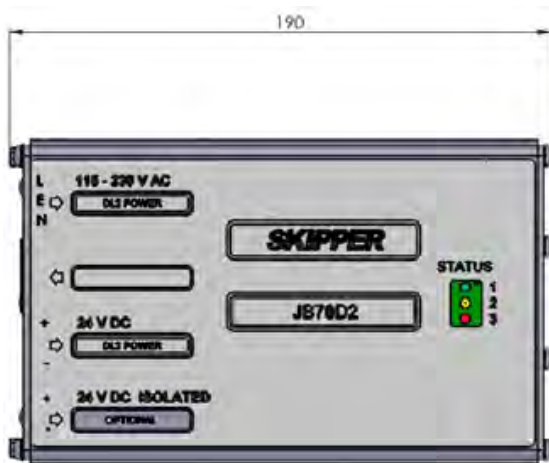 190
L 115 - 230 V AC
E DL2 POWER
N
SKIPPER
STATUS
1
2
3
JB70D2
+ 24 V DC
DL2 POWER
-
+ 24 V DC ISOLATED
- OPTIONAL